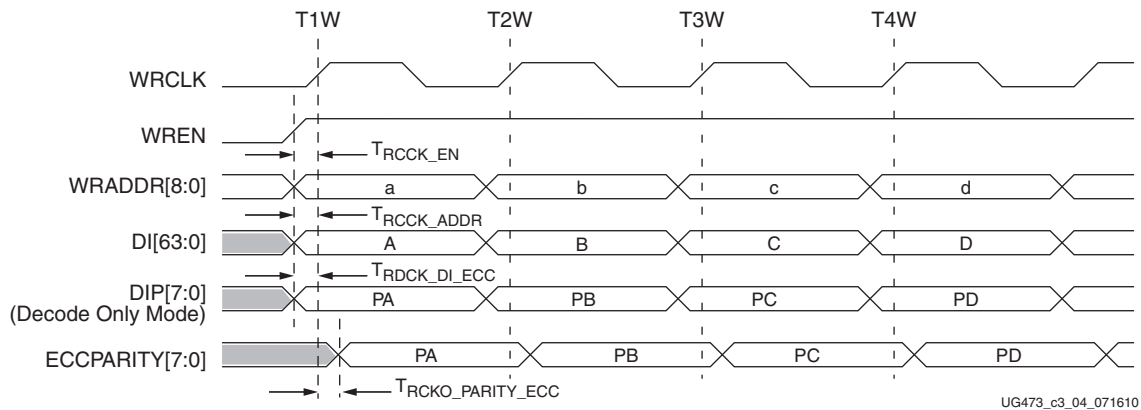 T1W T2W T3W T4W
WRCLK
WREN
TRCCK_EN
WRADDR[8:0] a b c d
TRCCK_ADDR
DI[63:0] A B C D
TRDCK_DI_ECC
DIP[7:0] PA PB PC PD
(Decode Only Mode)
ECCPARITY[7:0] PA PB PC PD
TRCKO_PARITY_ECC
UG473_c3_04_071610